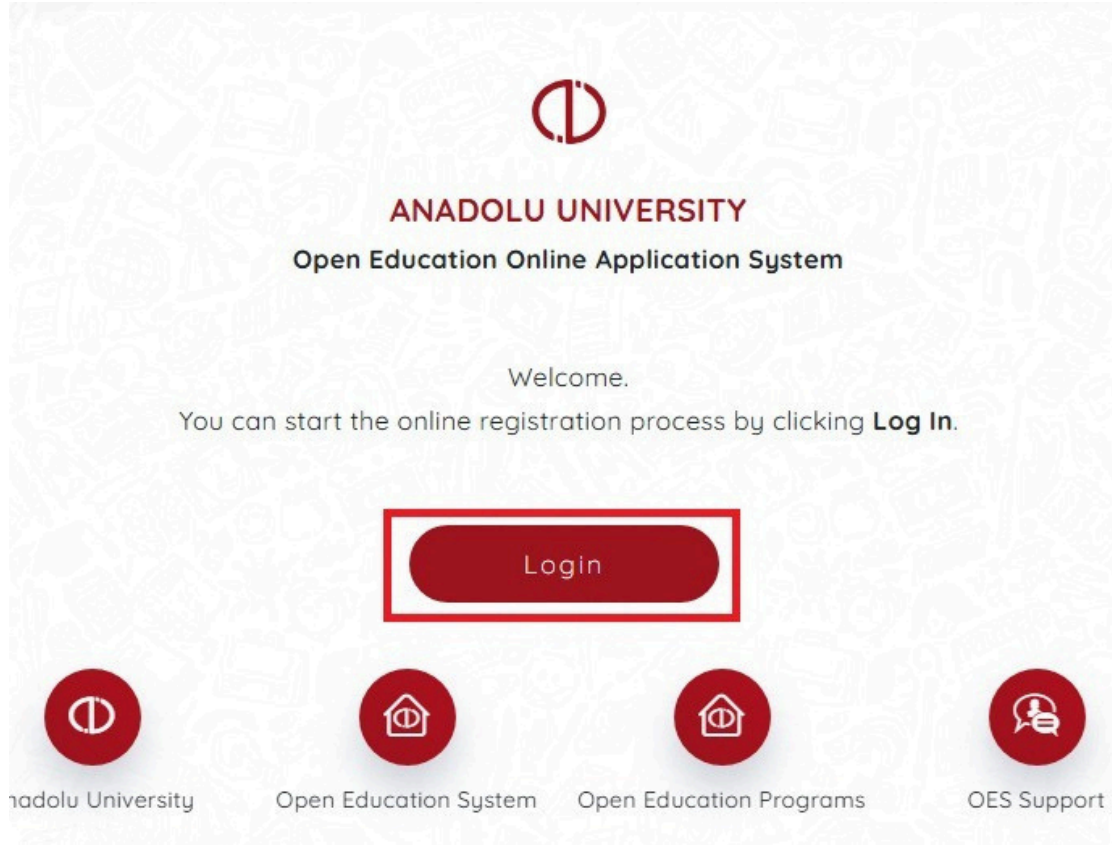 ANADOLU UNIVERSITY
Open Education Online Application System
Welcome.
You can start the online registration process by clicking Log In.
Login
nadolu University
Open Education System
Open Education Programs
OES Support